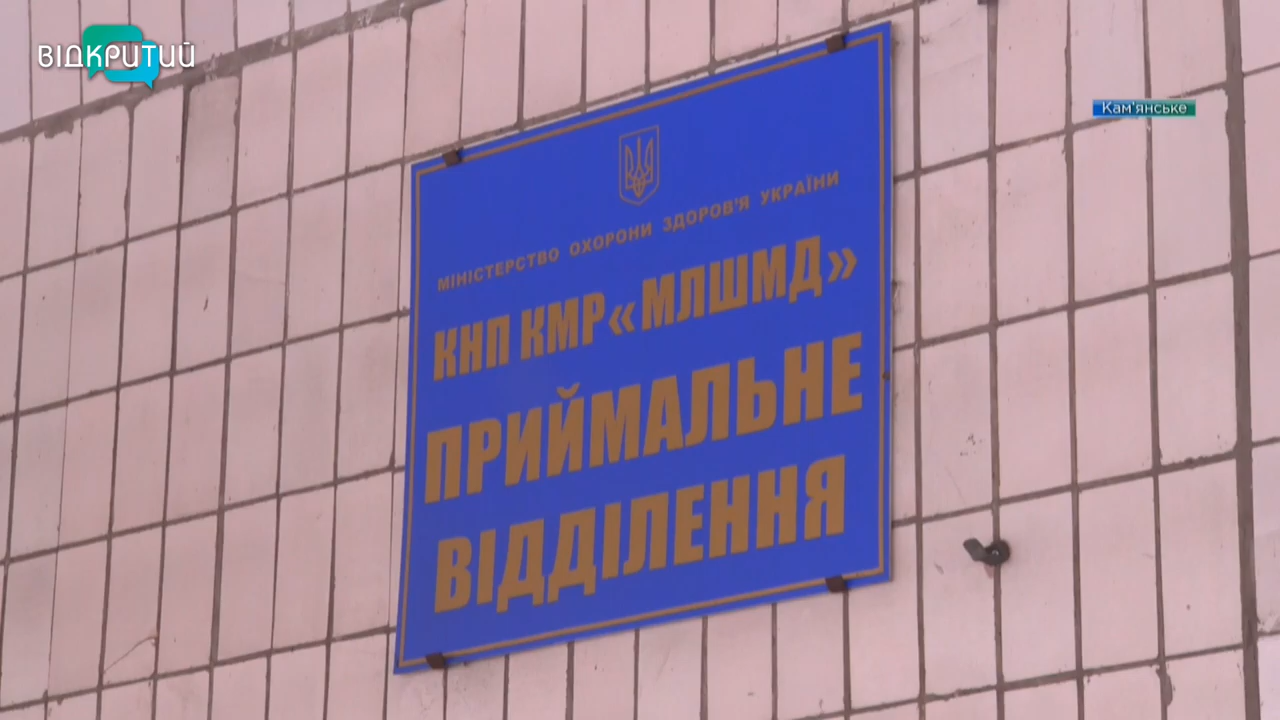 ВІДКРИТИЙ
Кам'янське
МІНІСТЕРСТВО ОХОРОНИ ЗДОРОВ'Я УКРАЇНИ
КНП КМР «МЛШМД»
ПРИЙМАЛЬНЕ
ВІДДІЛЕННЯ